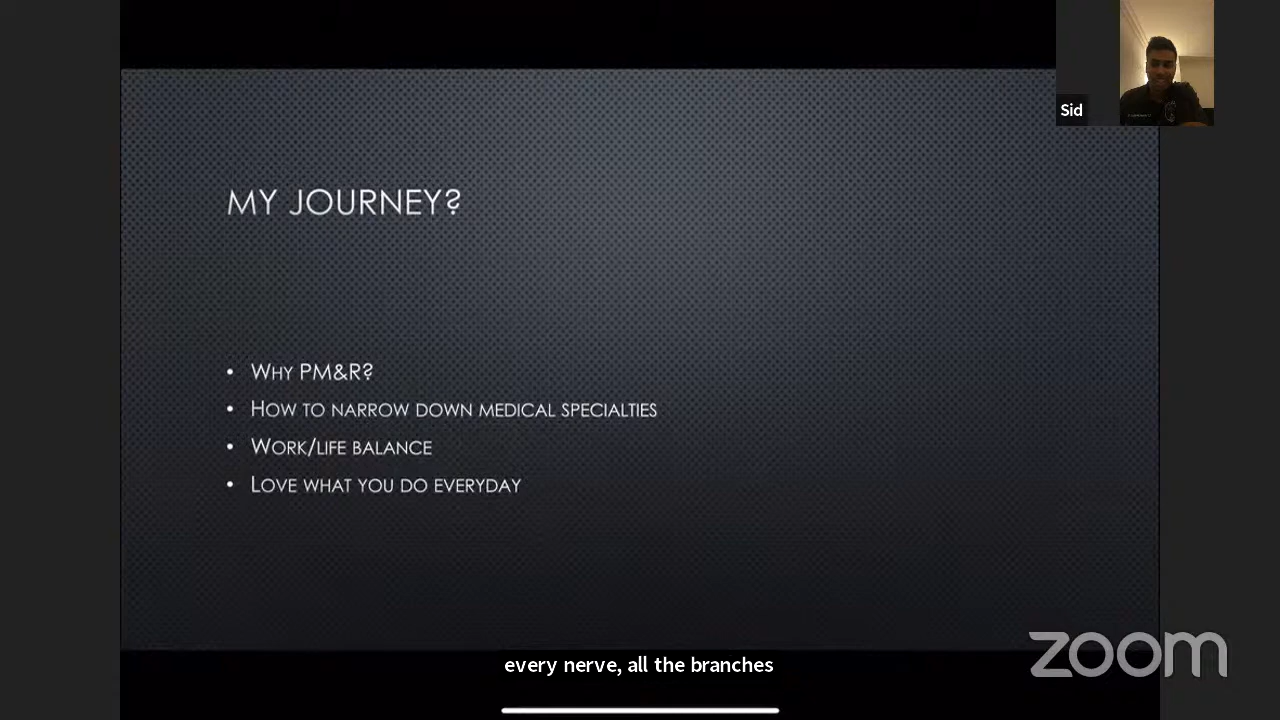 Sid
MY JOURNEY?
• WHY PM&R?
• HOW TO NARROW DOWN MEDICAL SPECIALTIES
• WORK/LIFE BALANCE
• LOVE WHAT YOU DO EVERYDAY
every nerve, all the branches
zoom